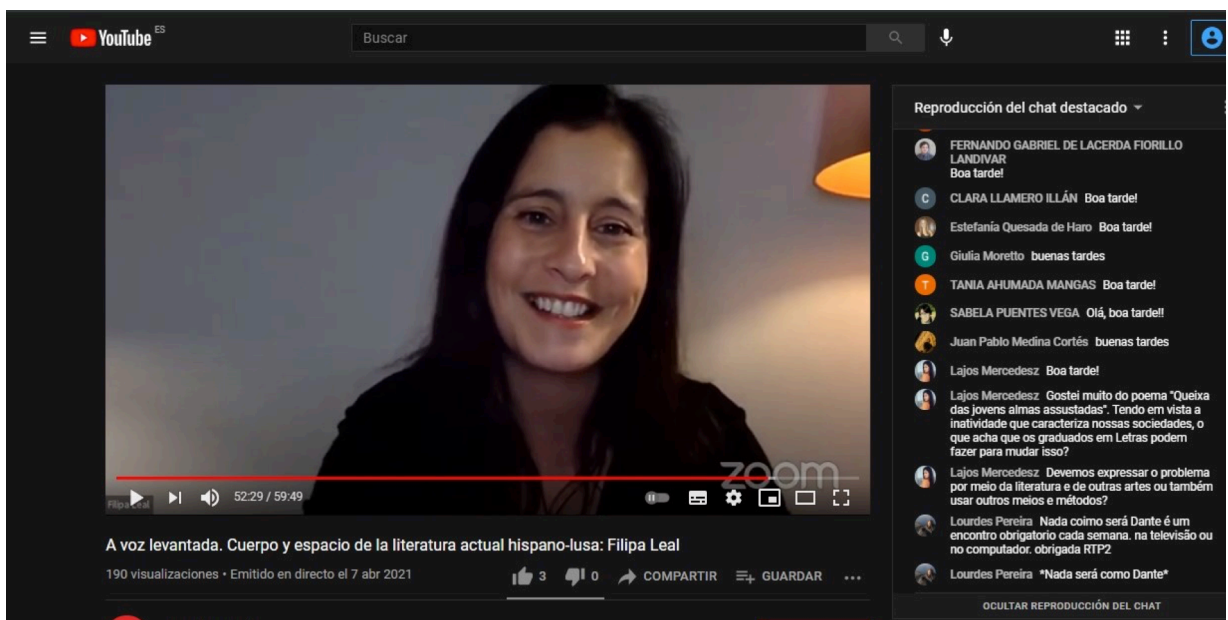 YouTube ES
Buscar
Reproducción del chat destacado
FERNANDO GABRIEL DE LACERDA FIORILLO
LANDIVAR
Boa tarde!
C CLARA LLAMERO ILLÁN Boa tarde!
Estefanía Quesada de Haro Boa tarde!
G Giulia Moretto buenas tardes
T TANIA AHUMADA MANGAS Boa tarde!
SABELA PUENTES VEGA Olá, boa tarde!!
Juan Pablo Medina Cortés buenas tardes
Lajos Mercedesz Boa tarde!
Lajos Mercedesz Gostei muito do poema "Queixa
das jovens almas assustadas". Tendo em vista a
inatividade que caracteriza nossas sociedades, o
que acha que os graduados em Letras podem
fazer para mudar isso?
Lajos Mercedesz Devemos expressar o problema
por meio da literatura e de outras artes ou também
usar outros meios e métodos?
Lourdes Pereira Nada coimo será Dante é um
encontro obrigatorio cada semana. na televisão ou
no computador. obrigada RTP2
Lourdes Pereira *Nada será como Dante*
OCULTAR REPRODUCCIÓN DEL CHAT
zoom
52:29 / 59:49
Filipa Leal
A voz levantada. Cuerpo y espacio de la literatura actual hispano-lusa: Filipa Leal
190 visualizaciones • Emitido en directo el 7 abr 2021
3 0 COMPARTIR GUARDAR